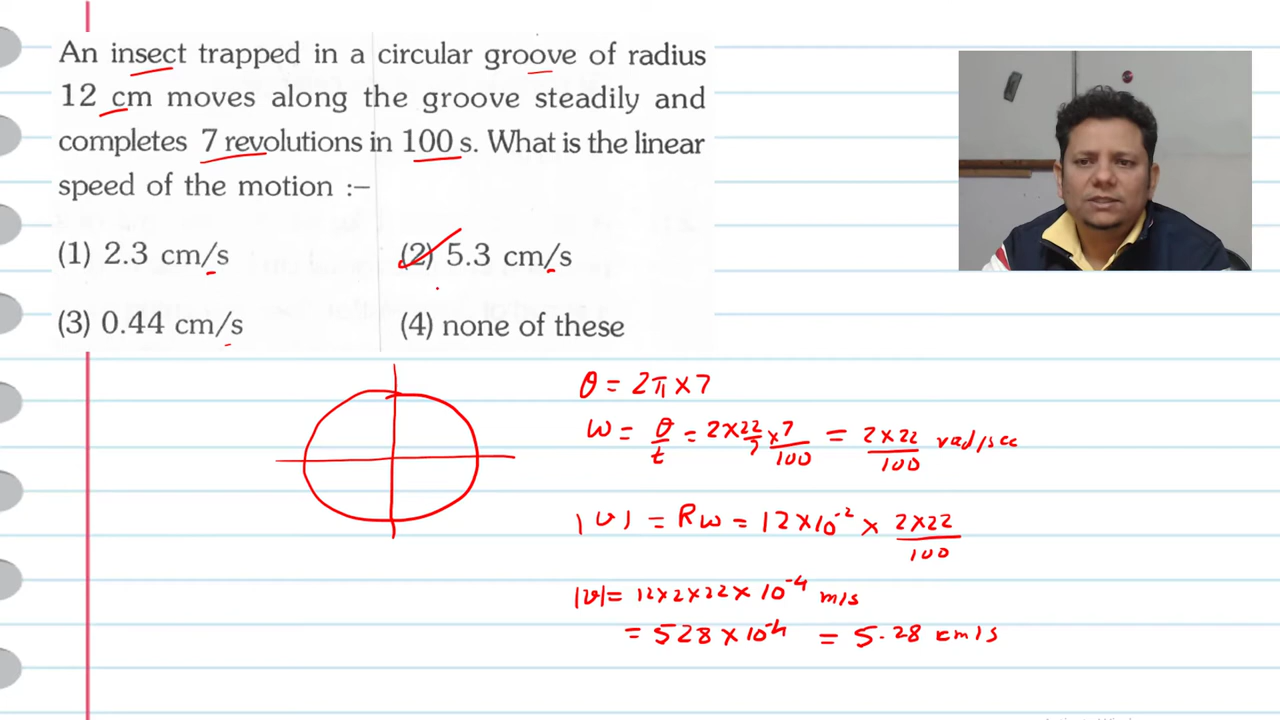 An insect trapped in a circular groove of radius
12 cm moves along the groove steadily and
completes 7 revolutions in 100 s. What is the linear
speed of the motion :–
(1) 2.3 cm/s (2) 5.3 cm/s
(3) 0.44 cm/s (4) none of these
θ = 2π × 7
ω = θ/t = 2 × 22/7 × 7/100 = 2 × 22/100 rad/sec
|v| = Rω = 12 × 10⁻² × 2 × 22/100
|v| = 12 × 2 × 22 × 10⁻⁴ m/s
= 528 × 10⁻⁴ = 5.28 cm/s